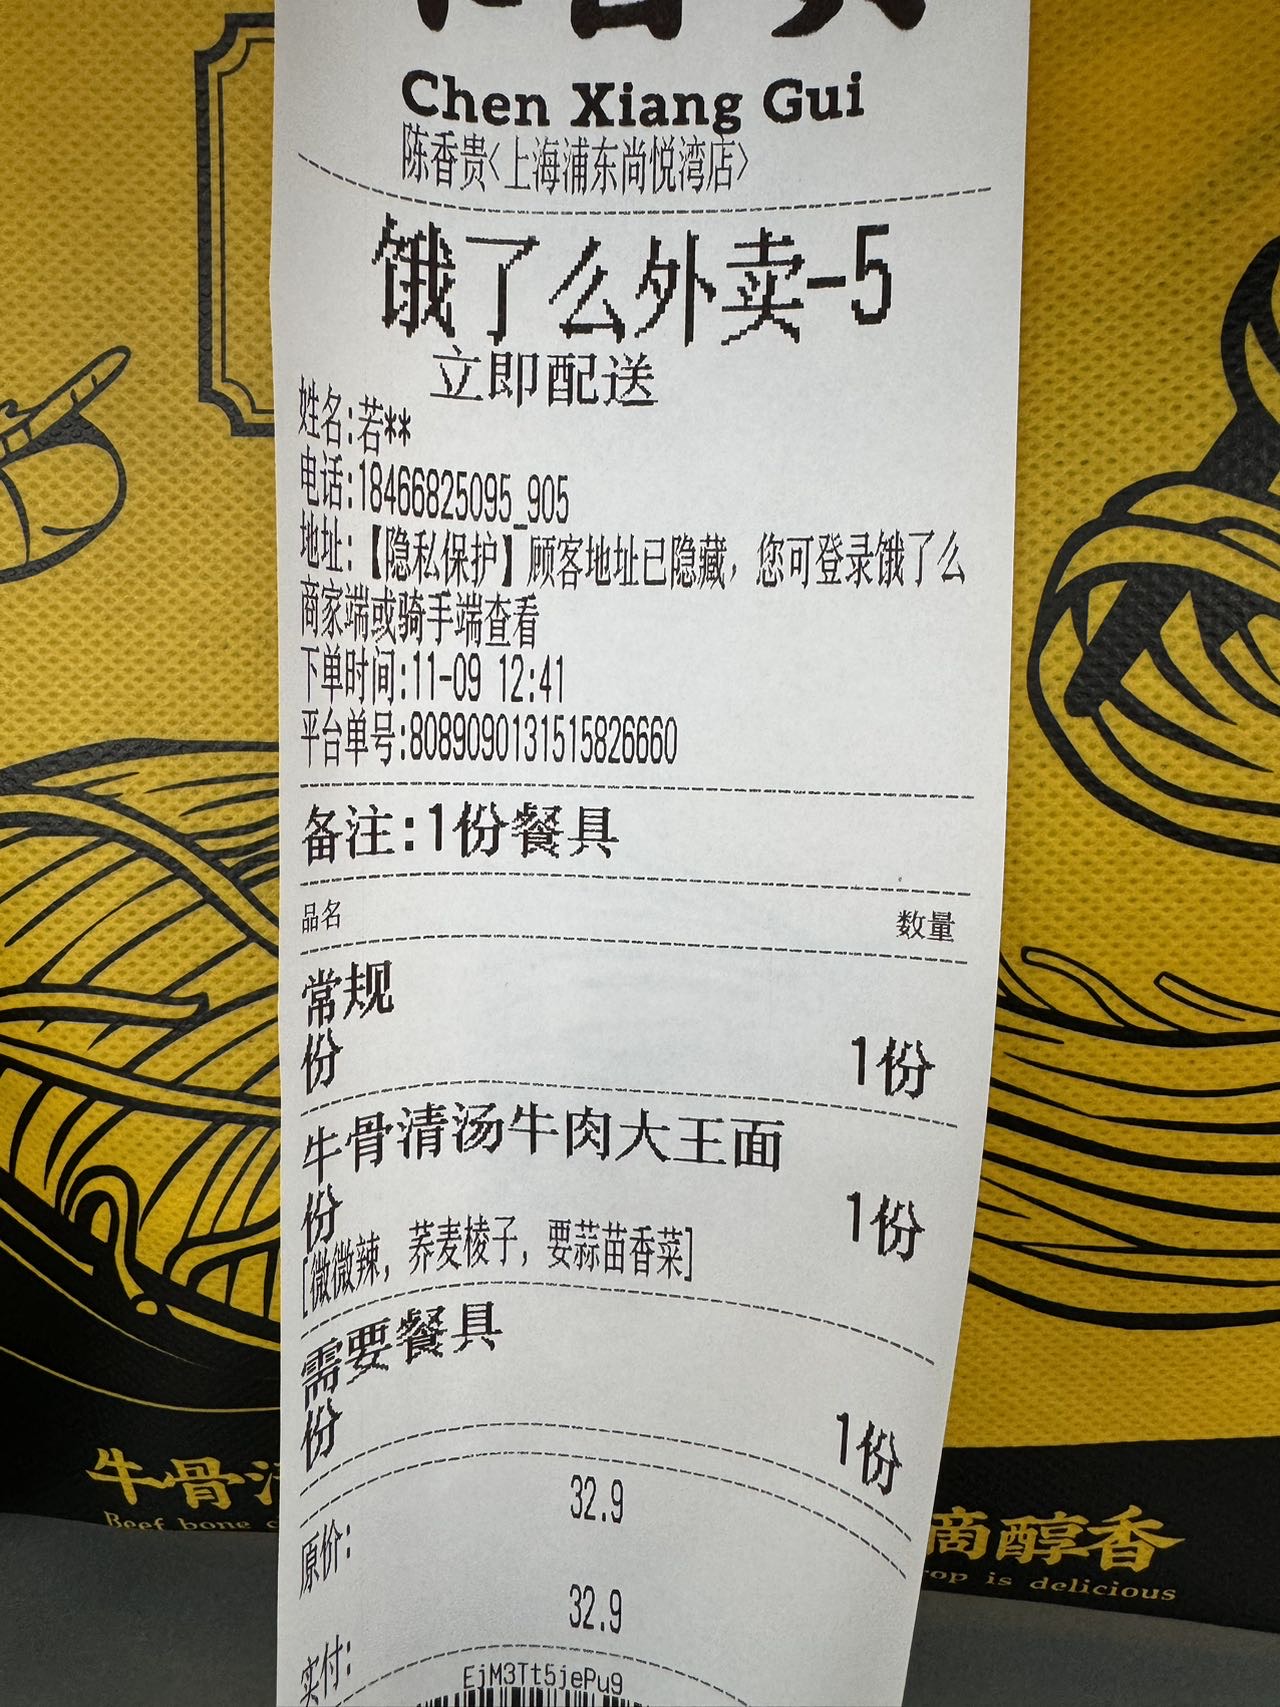 Chen Xiang Gui
陈香贵<上海浦东尚悦湾店>
饿了么外卖-5
立即配送
姓名:若**
电话:18466825095_905
地址:【隐私保护】顾客地址已隐藏，您可登录饿了么
商家端或骑手端查看
下单时间:11-09 12:41
平台单号:8089090131515826660
备注:1份餐具
品名 数量
常规
份 1份
牛骨清汤牛肉大王面
份 1份
[微微辣, 荞麦棱子, 要蒜苗香菜]
需要餐具
份 1份
原价: 32.9
实付: 32.9
EjM3Tt5jePu9
牛骨
Beef bone
滴醇香
rop is delicious